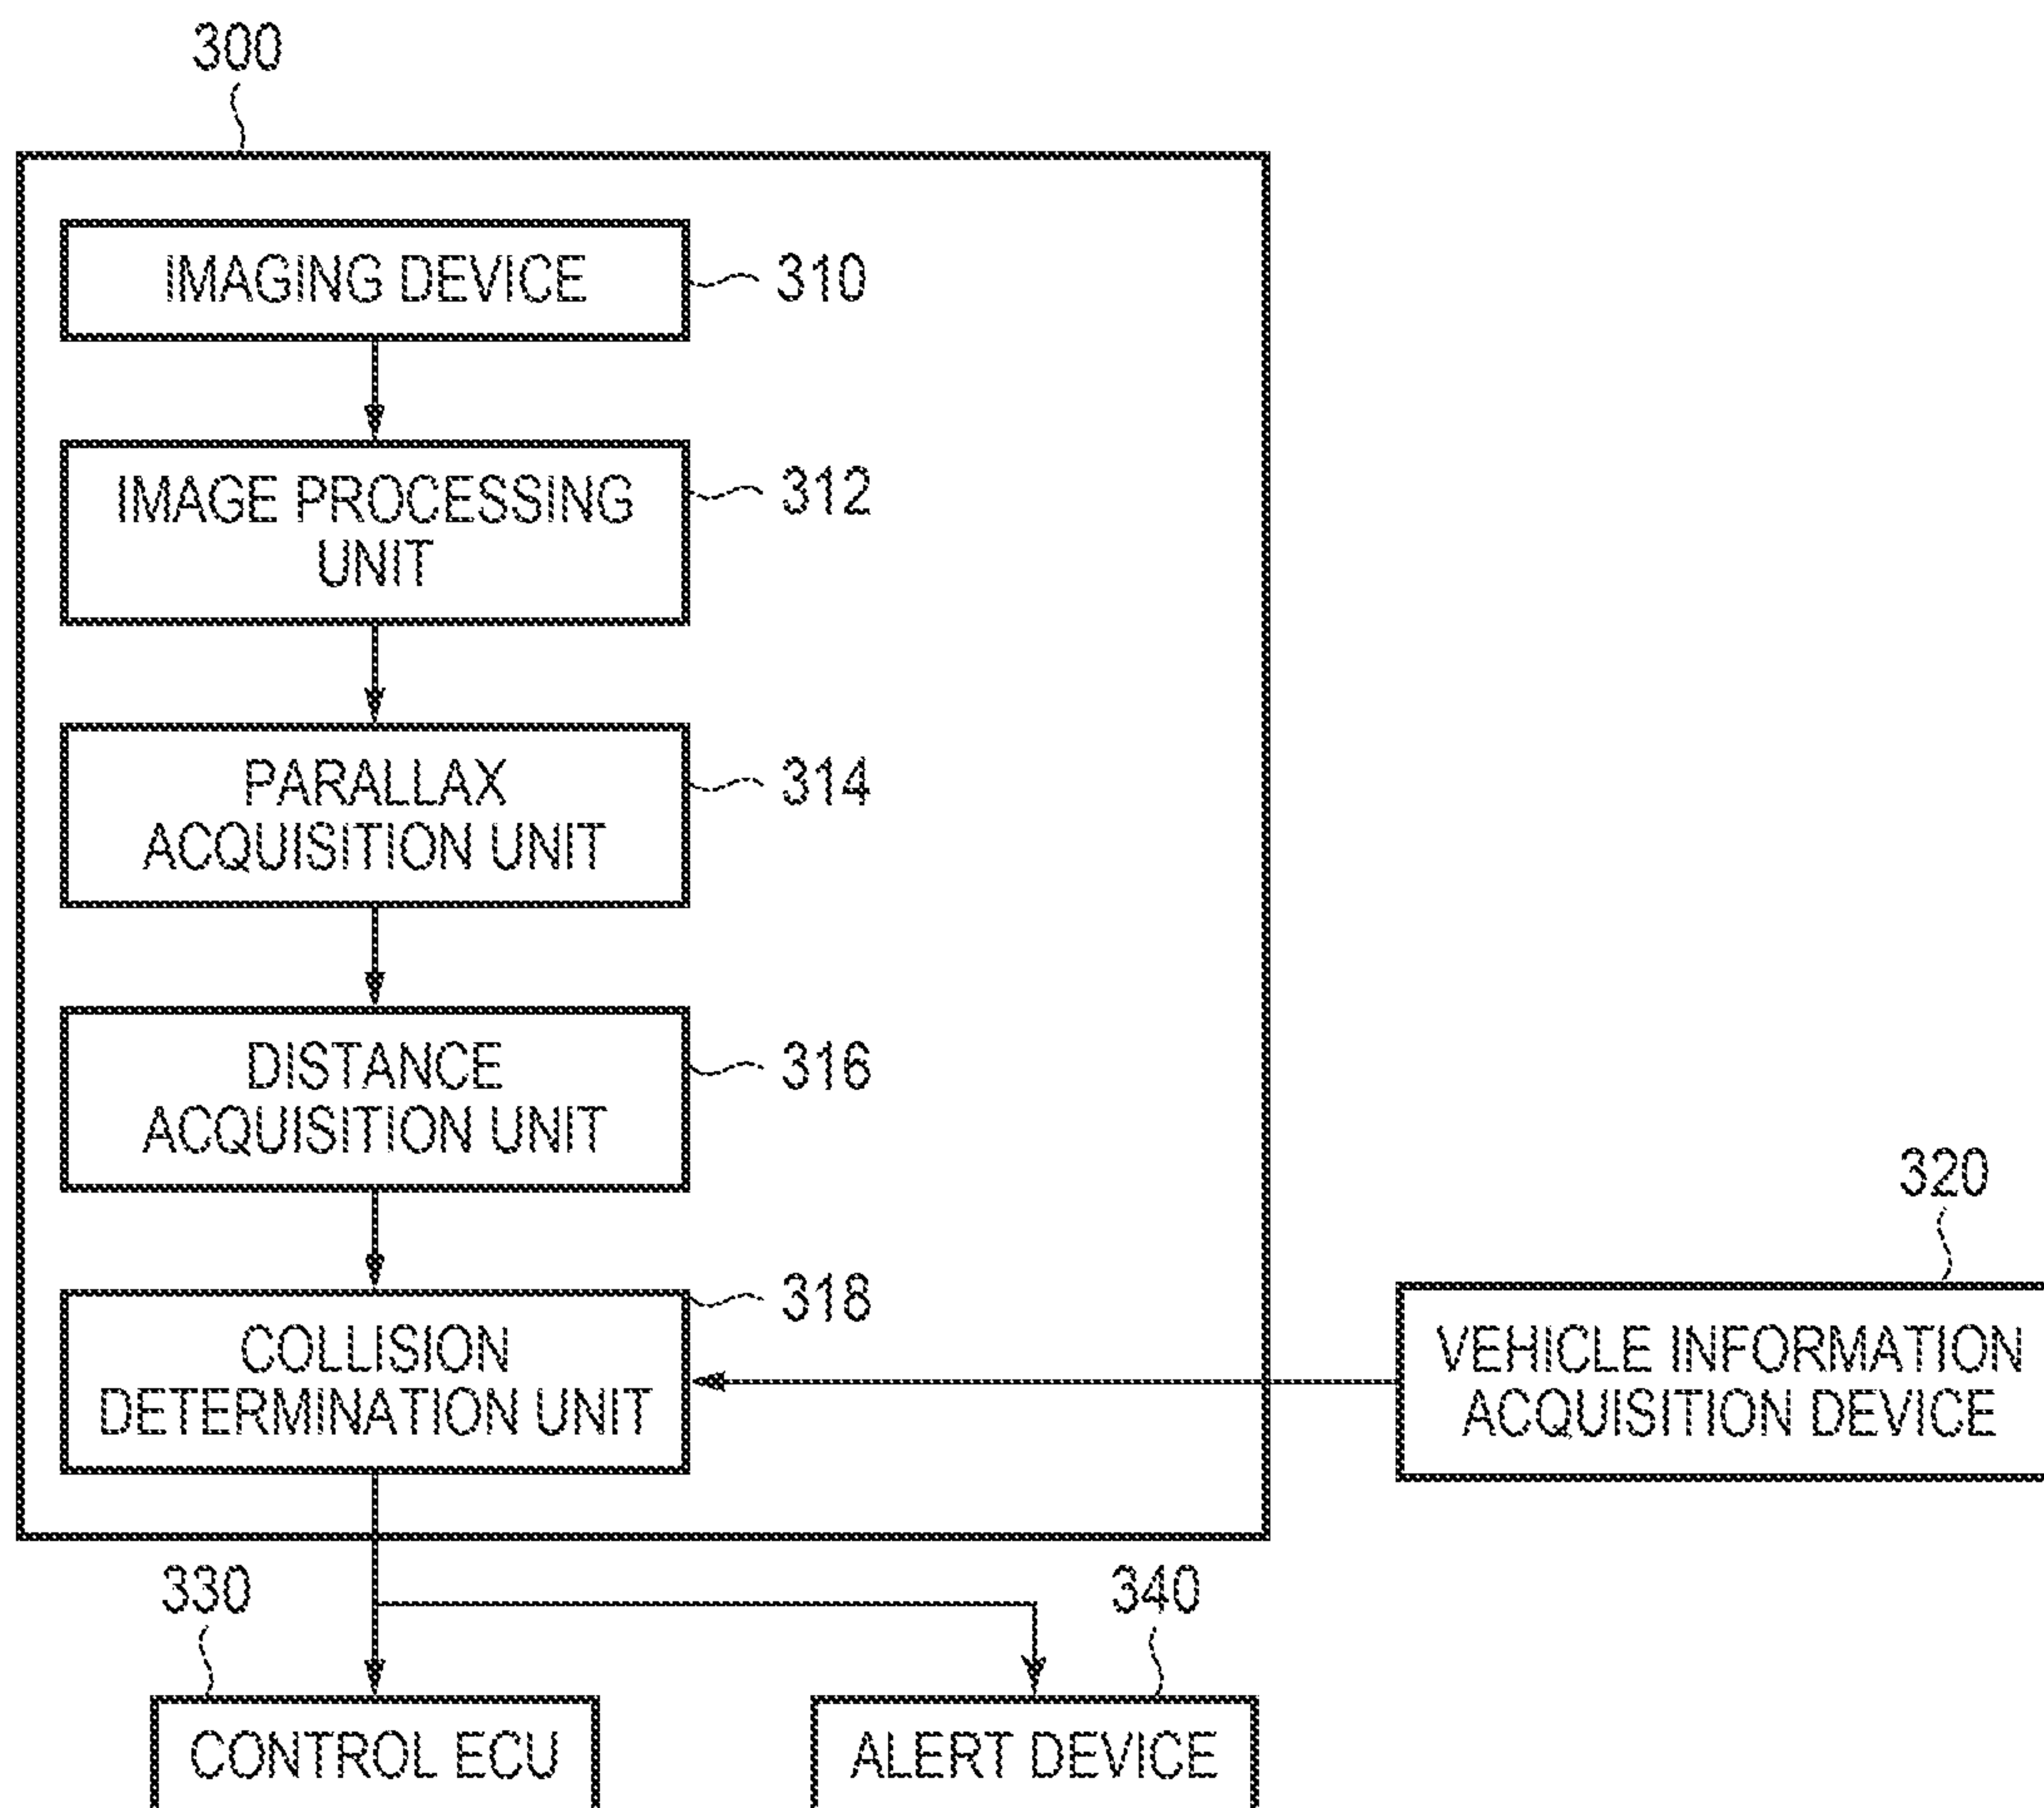 300
IMAGING DEVICE
310
IMAGE PROCESSING
UNIT
312
PARALLAX
ACQUISITION UNIT
314
DISTANCE
ACQUISITION UNIT
316
COLLISION
DETERMINATION UNIT
318
320
VEHICLE INFORMATION
ACQUISITION DEVICE
330
CONTROL ECU
340
ALERT DEVICE